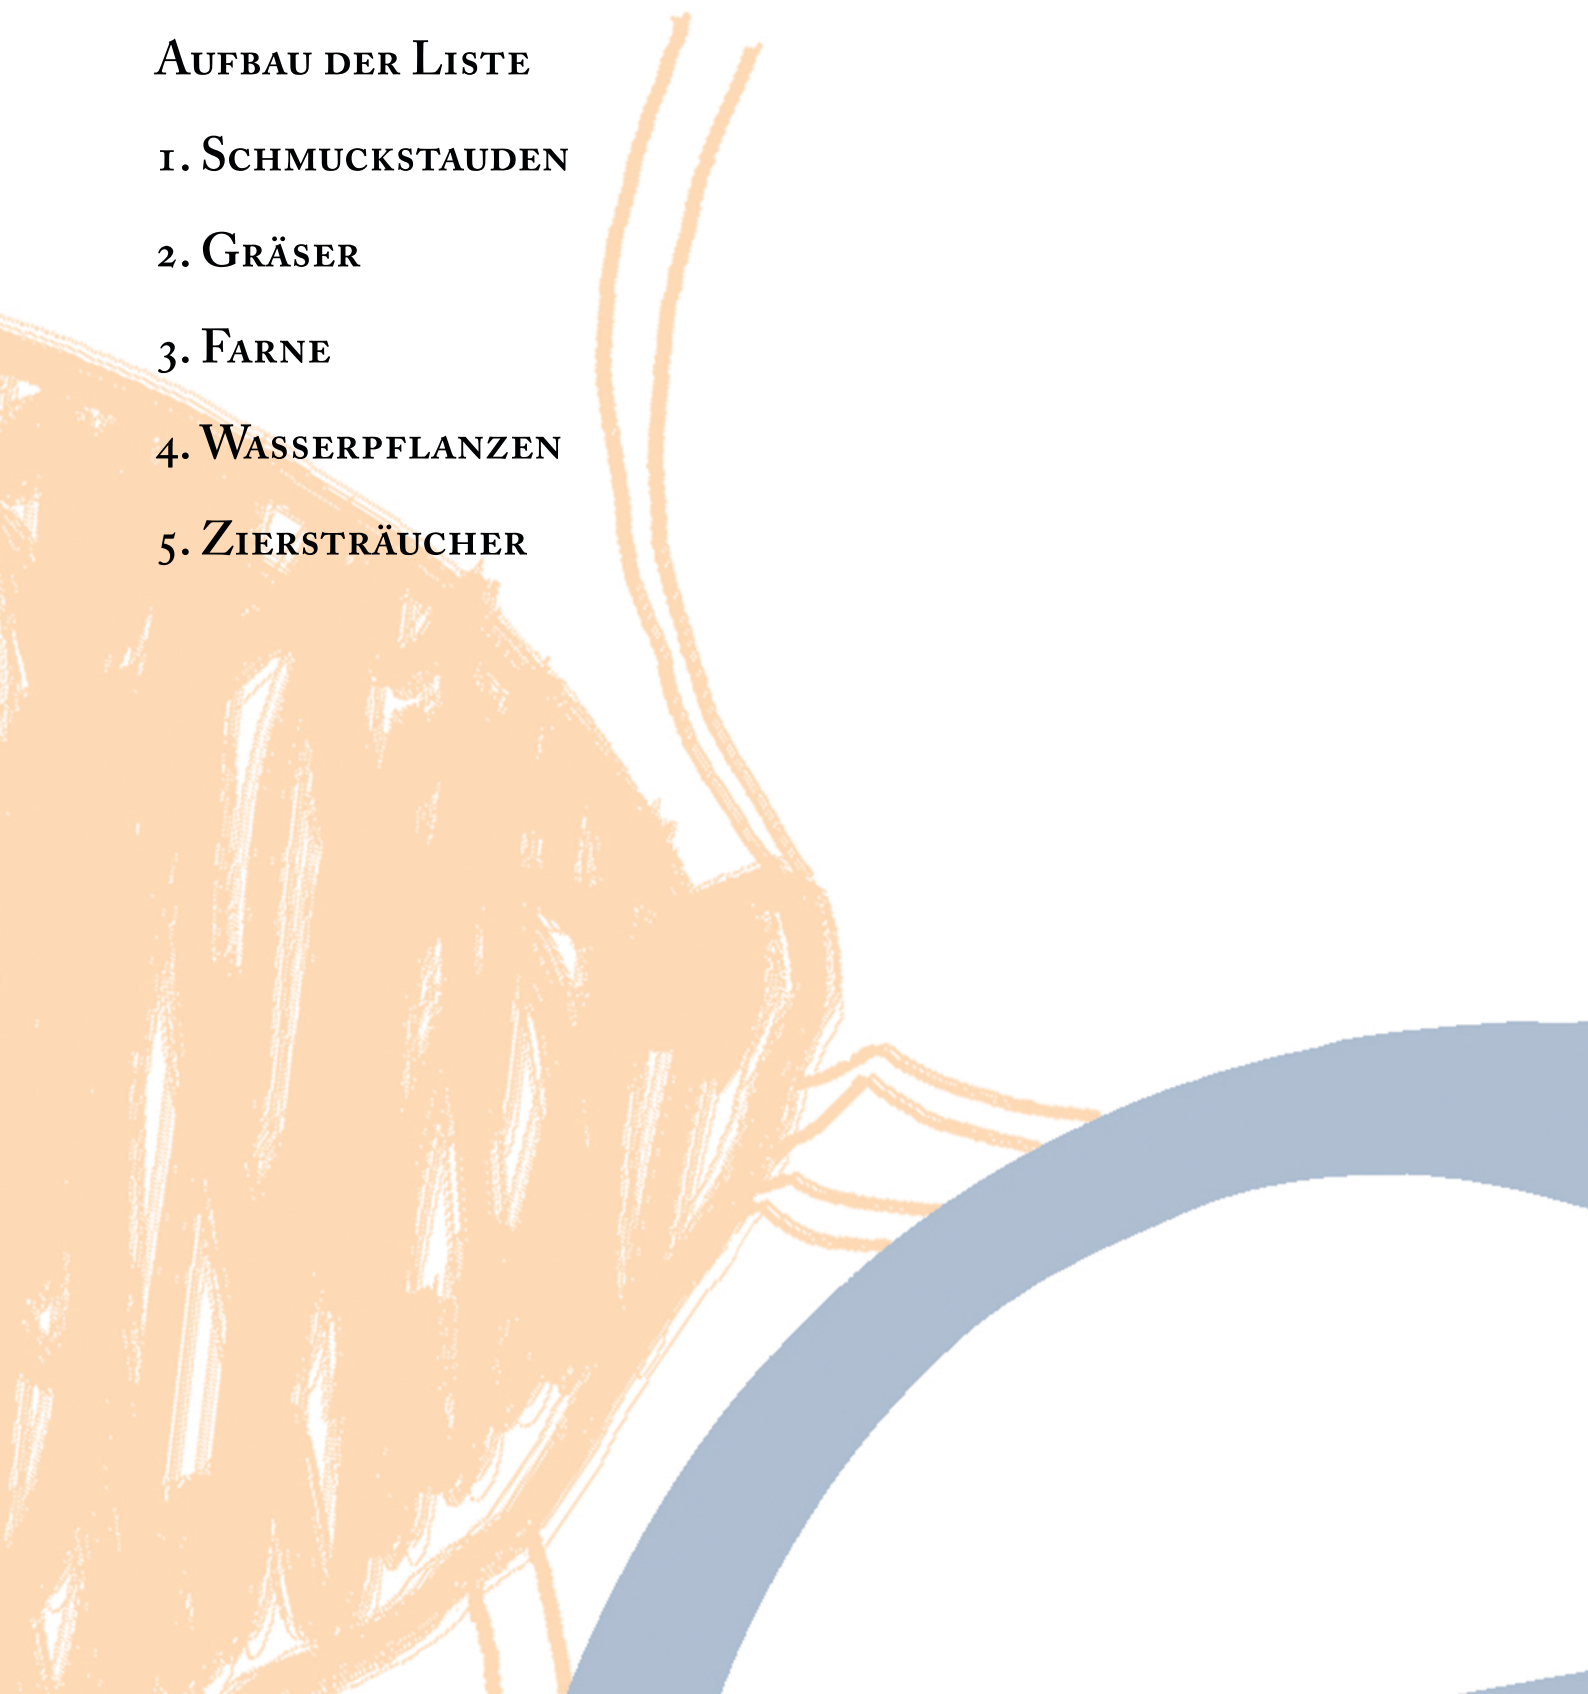 Aufbau der Liste
1. Schmuckstauden
2. Gräser
3. Farne
4. Wasserpflanzen
5. Ziersträucher